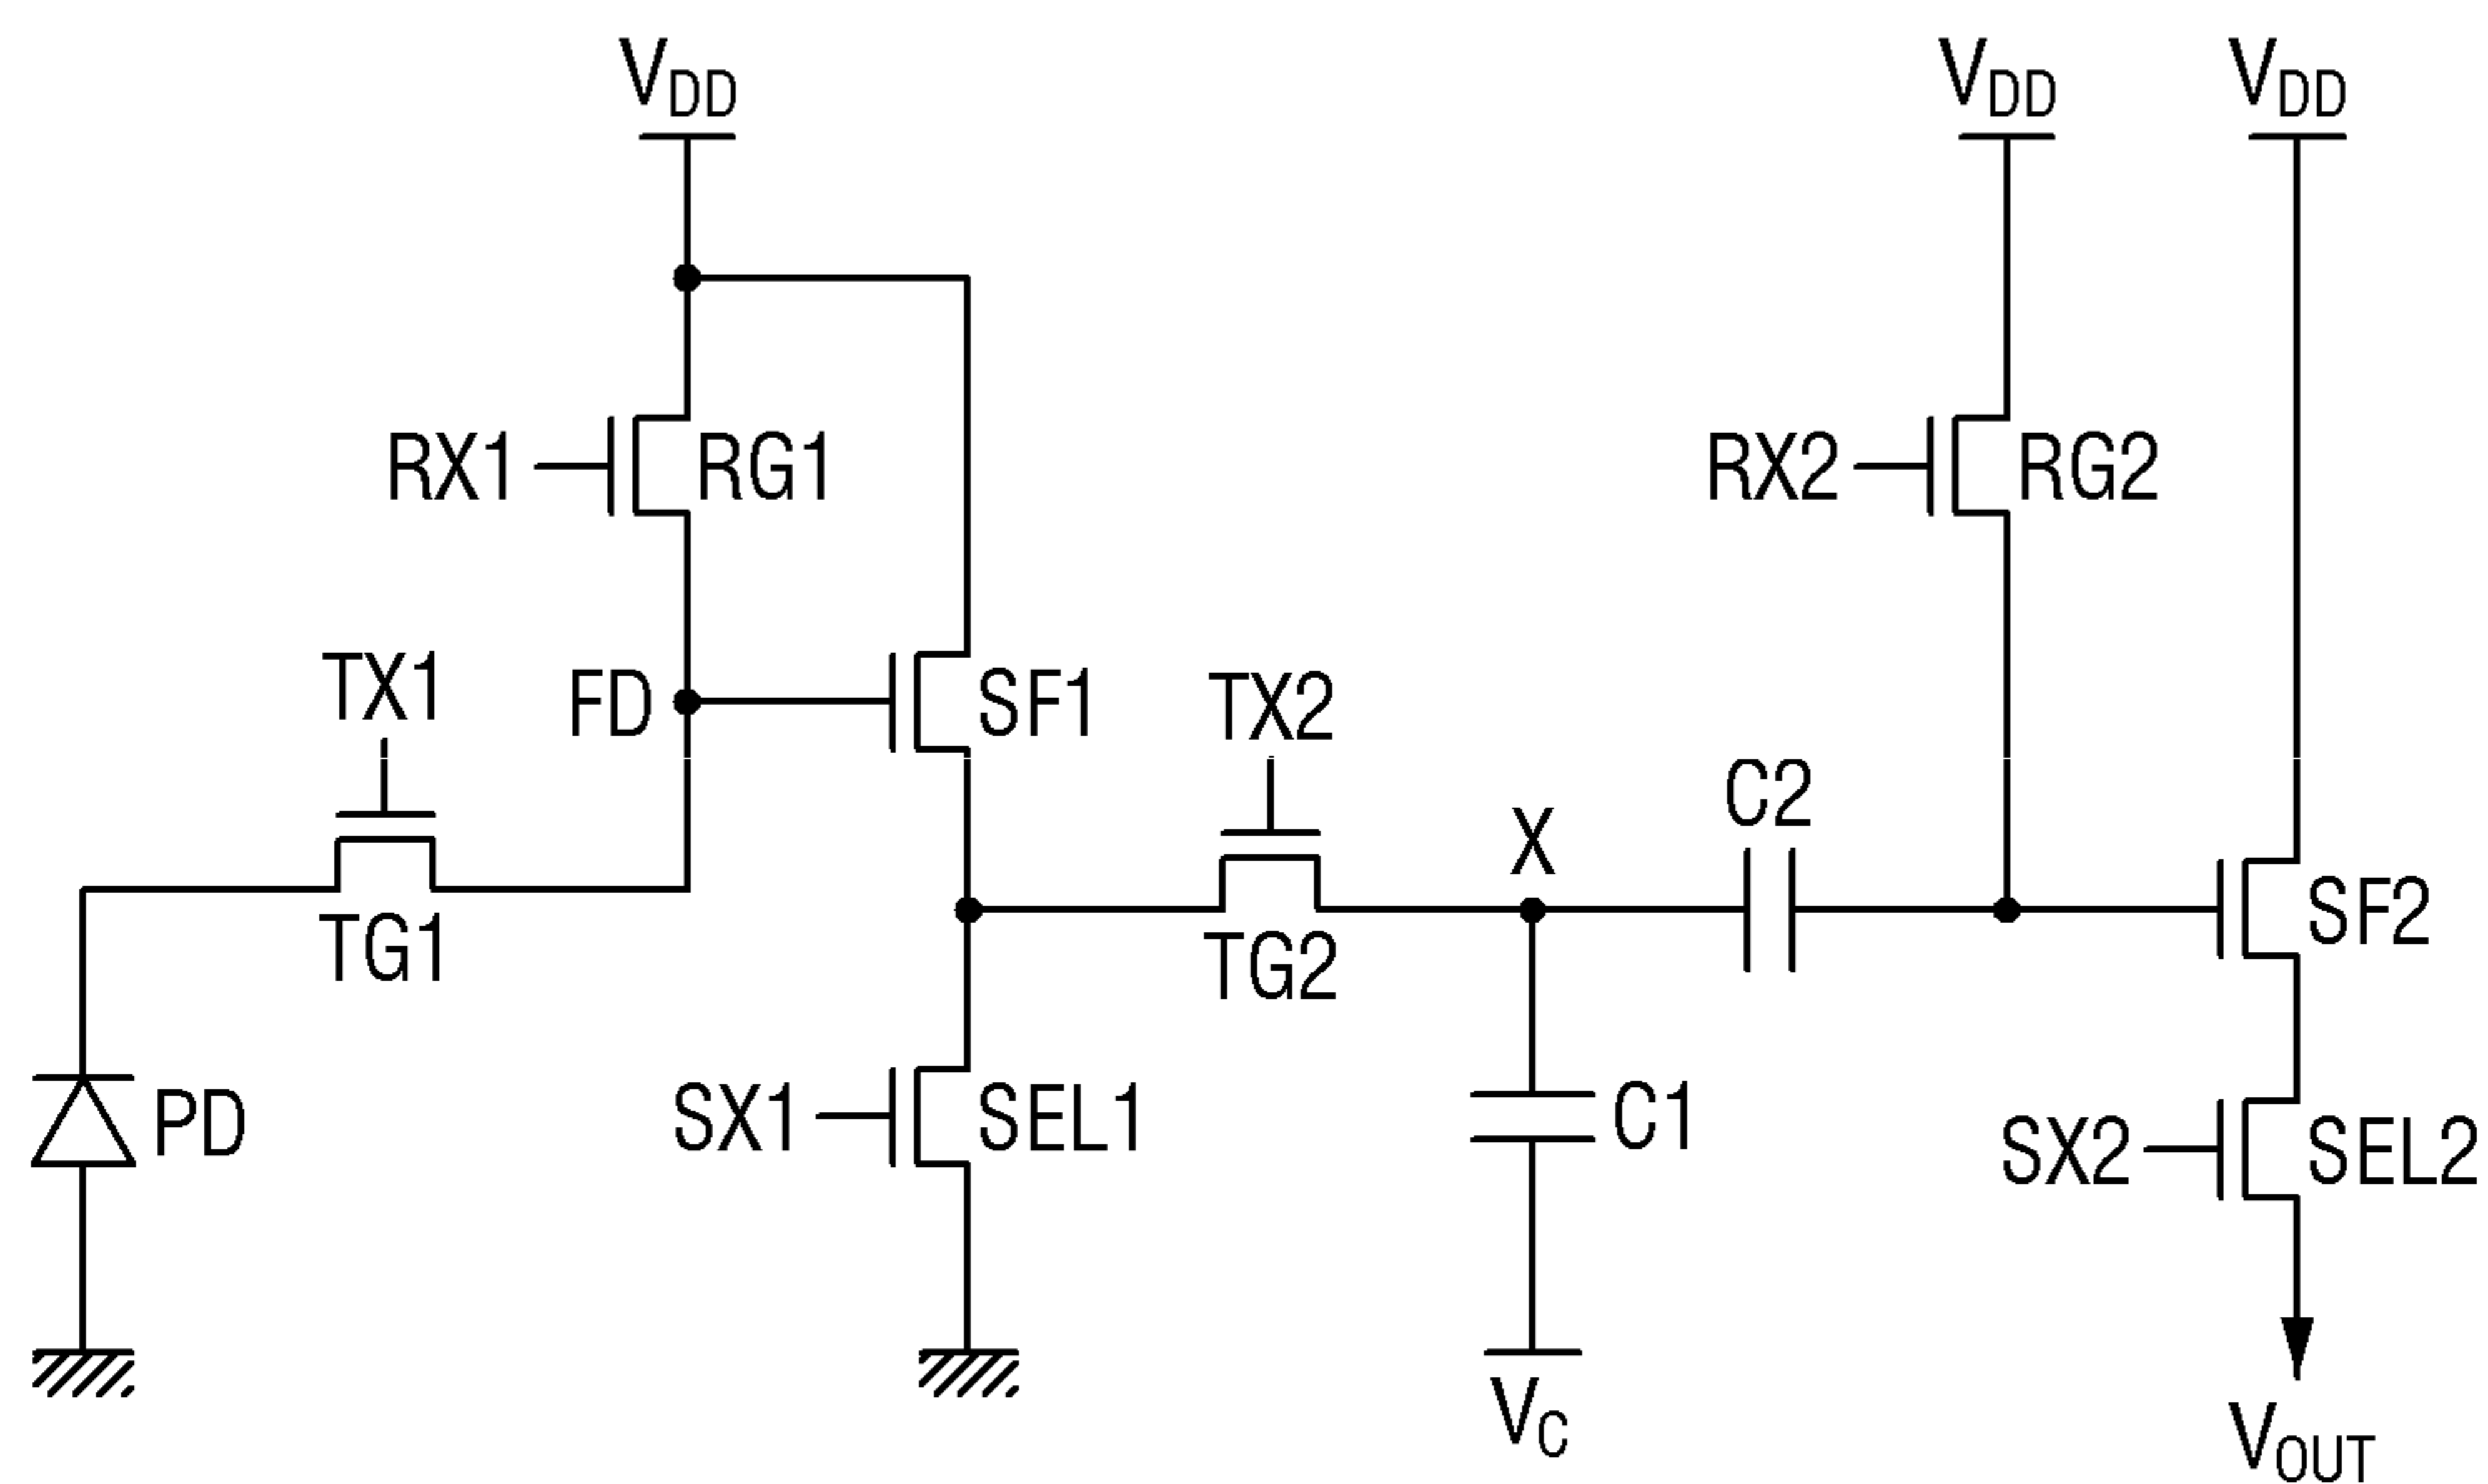 VDD VDD VDD
RX1 RG1 RX2 RG2
TX1 FD SF1 TX2
C2
X
TG1 TG2 SF2
PD SX1 SEL1 C1 SX2 SEL2
VC VOUT